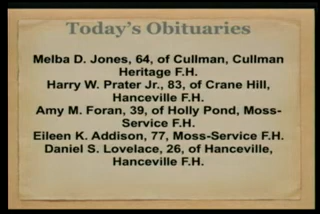 Today's Obituaries
Melba D. Jones, 64, of Cullman, Cullman
Heritage F.H.
Harry W. Prater Jr., 83, of Crane Hill,
Hanceville F.H.
Amy M. Foran, 39, of Holly Pond, Moss-
Service F.H.
Eileen K. Addison, 77, Moss-Service F.H.
Daniel S. Lovelace, 26, of Hanceville,
Hanceville F.H.